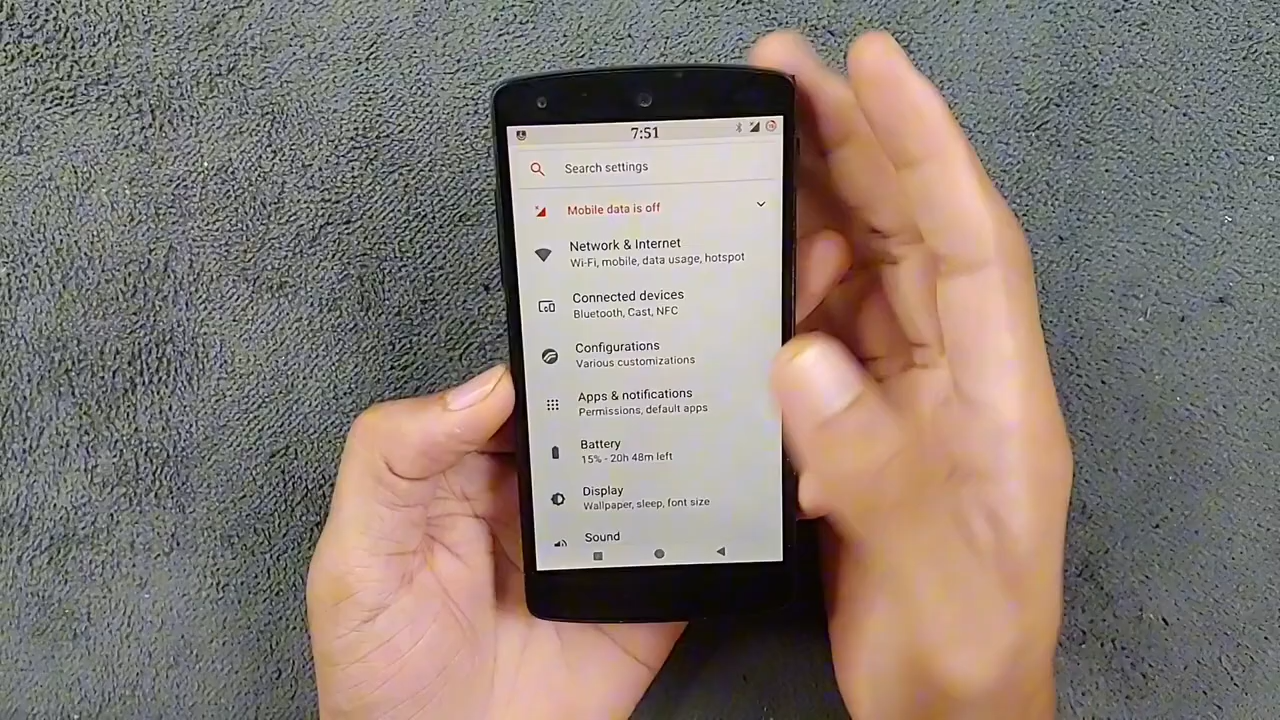 7:51
Search settings
Mobile data is off
Network & Internet
Wi-Fi, mobile, data usage, hotspot
Connected devices
Bluetooth, Cast, NFC
Configurations
Various customizations
Apps & notifications
Permissions, default apps
Battery
15% - 20h 48m left
Display
Wallpaper, sleep, font size
Sound